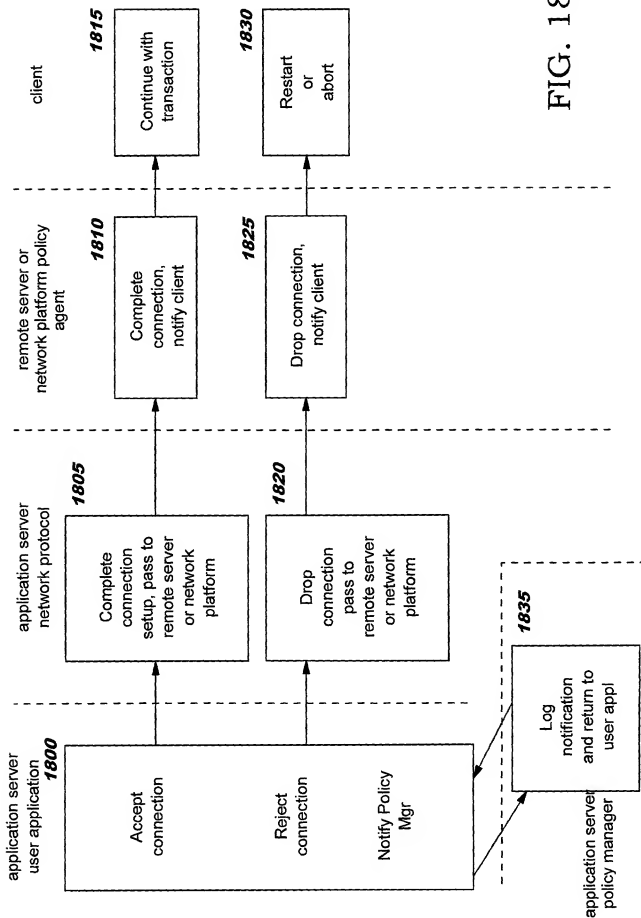 application server
user application
1800
Accept
connection
Reject
connection
Notify Policy
Mgr
application server
network protocol
1805
Complete
connection
setup, pass to
remote server
or network
platform
1820
Drop
connection
pass to
remote server
or network
platform
remote server or
network platform policy
agent
1810
Complete
connection,
notify client
1825
Drop connection,
notify client
client
1815
Continue with
transaction
1830
Restart
or
abort
1835
Log
notification
and return to
user appl
application server
policy manager
FIG. 18